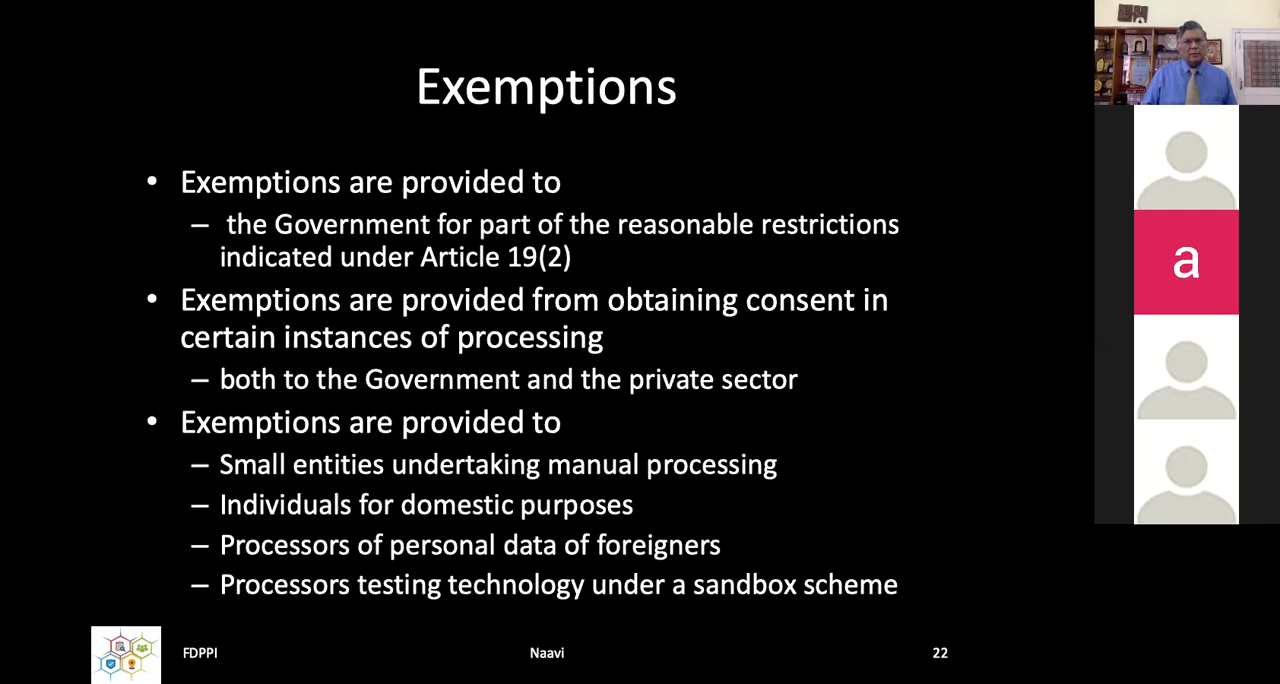 Exemptions
• Exemptions are provided to
– the Government for part of the reasonable restrictions
indicated under Article 19(2)
• Exemptions are provided from obtaining consent in
certain instances of processing
– both to the Government and the private sector
• Exemptions are provided to
– Small entities undertaking manual processing
– Individuals for domestic purposes
– Processors of personal data of foreigners
– Processors testing technology under a sandbox scheme
FDPPI
Naavi
22
a